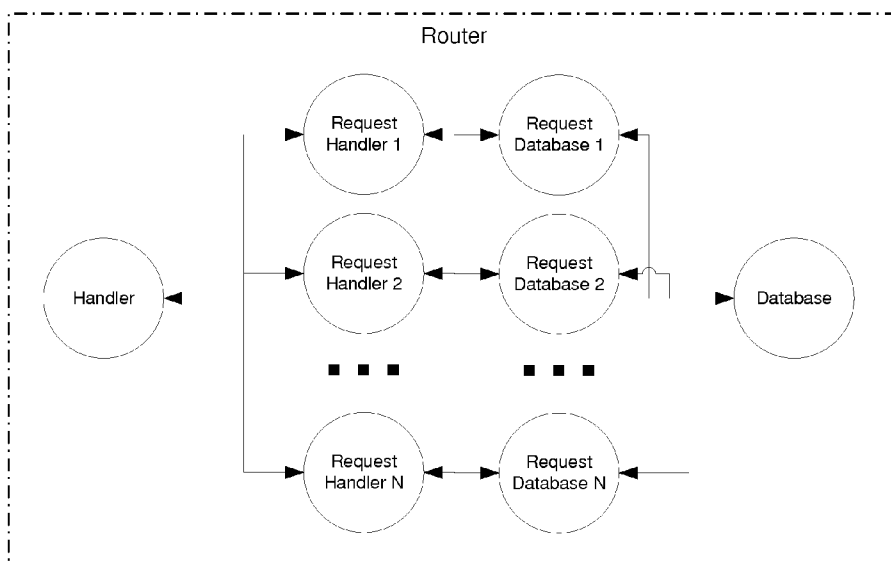 Router
Request
Handler 1
Request
Database 1
Request
Handler 2
Request
Database 2
Handler
Database
Request
Handler N
Request
Database N